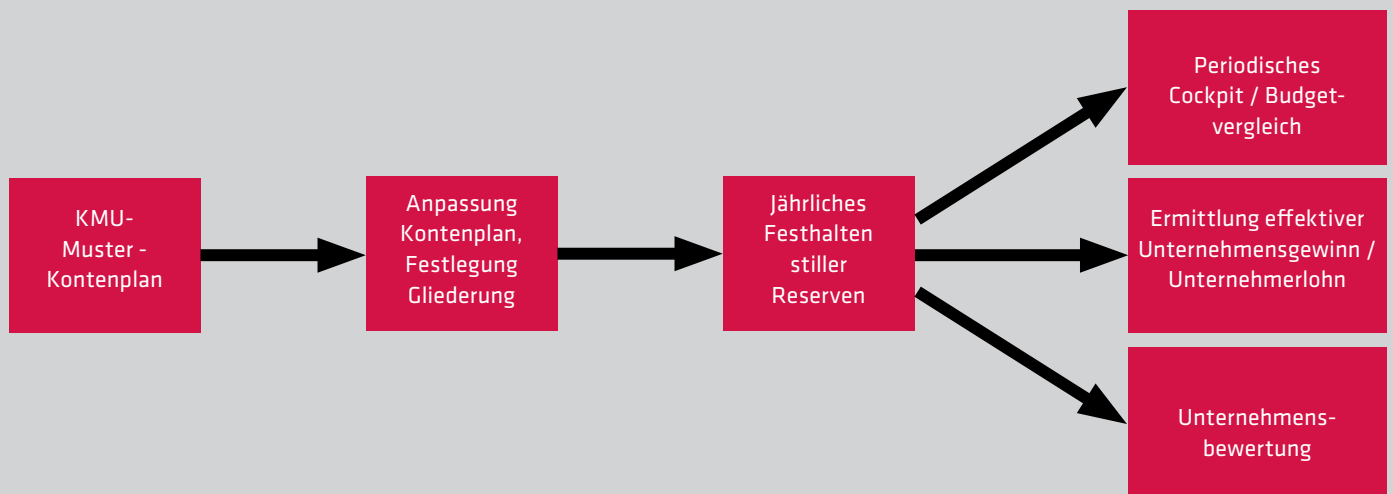 KMU-
Muster -
Kontenplan
Anpassung
Kontenplan,
Festlegung
Gliederung
Jährliches
Festhalten
stiller
Reserven
Periodisches
Cockpit / Budget-
vergleich
Ermittlung effektiver
Unternehmensgewinn /
Unternehmerlohn
Unternehmens-
bewertung